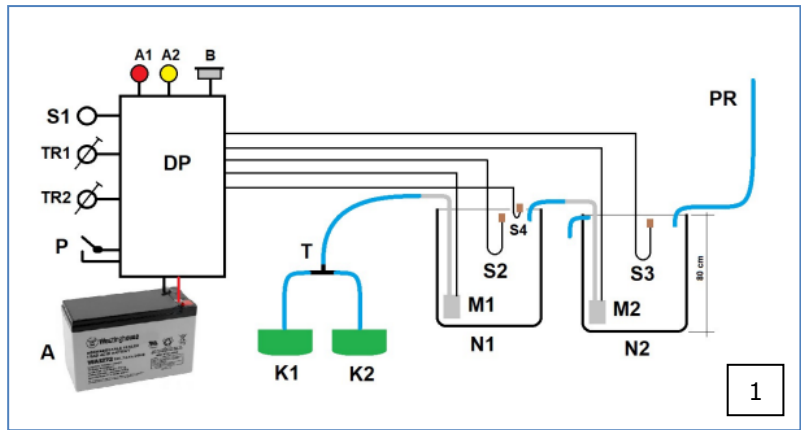 A1 A2 B
S1
TR1
DP
TR2
P
A
Westinghouse
T
K1 K2
S2
S4
M1
N1
PR
S3
M2
N2
80 cm
1